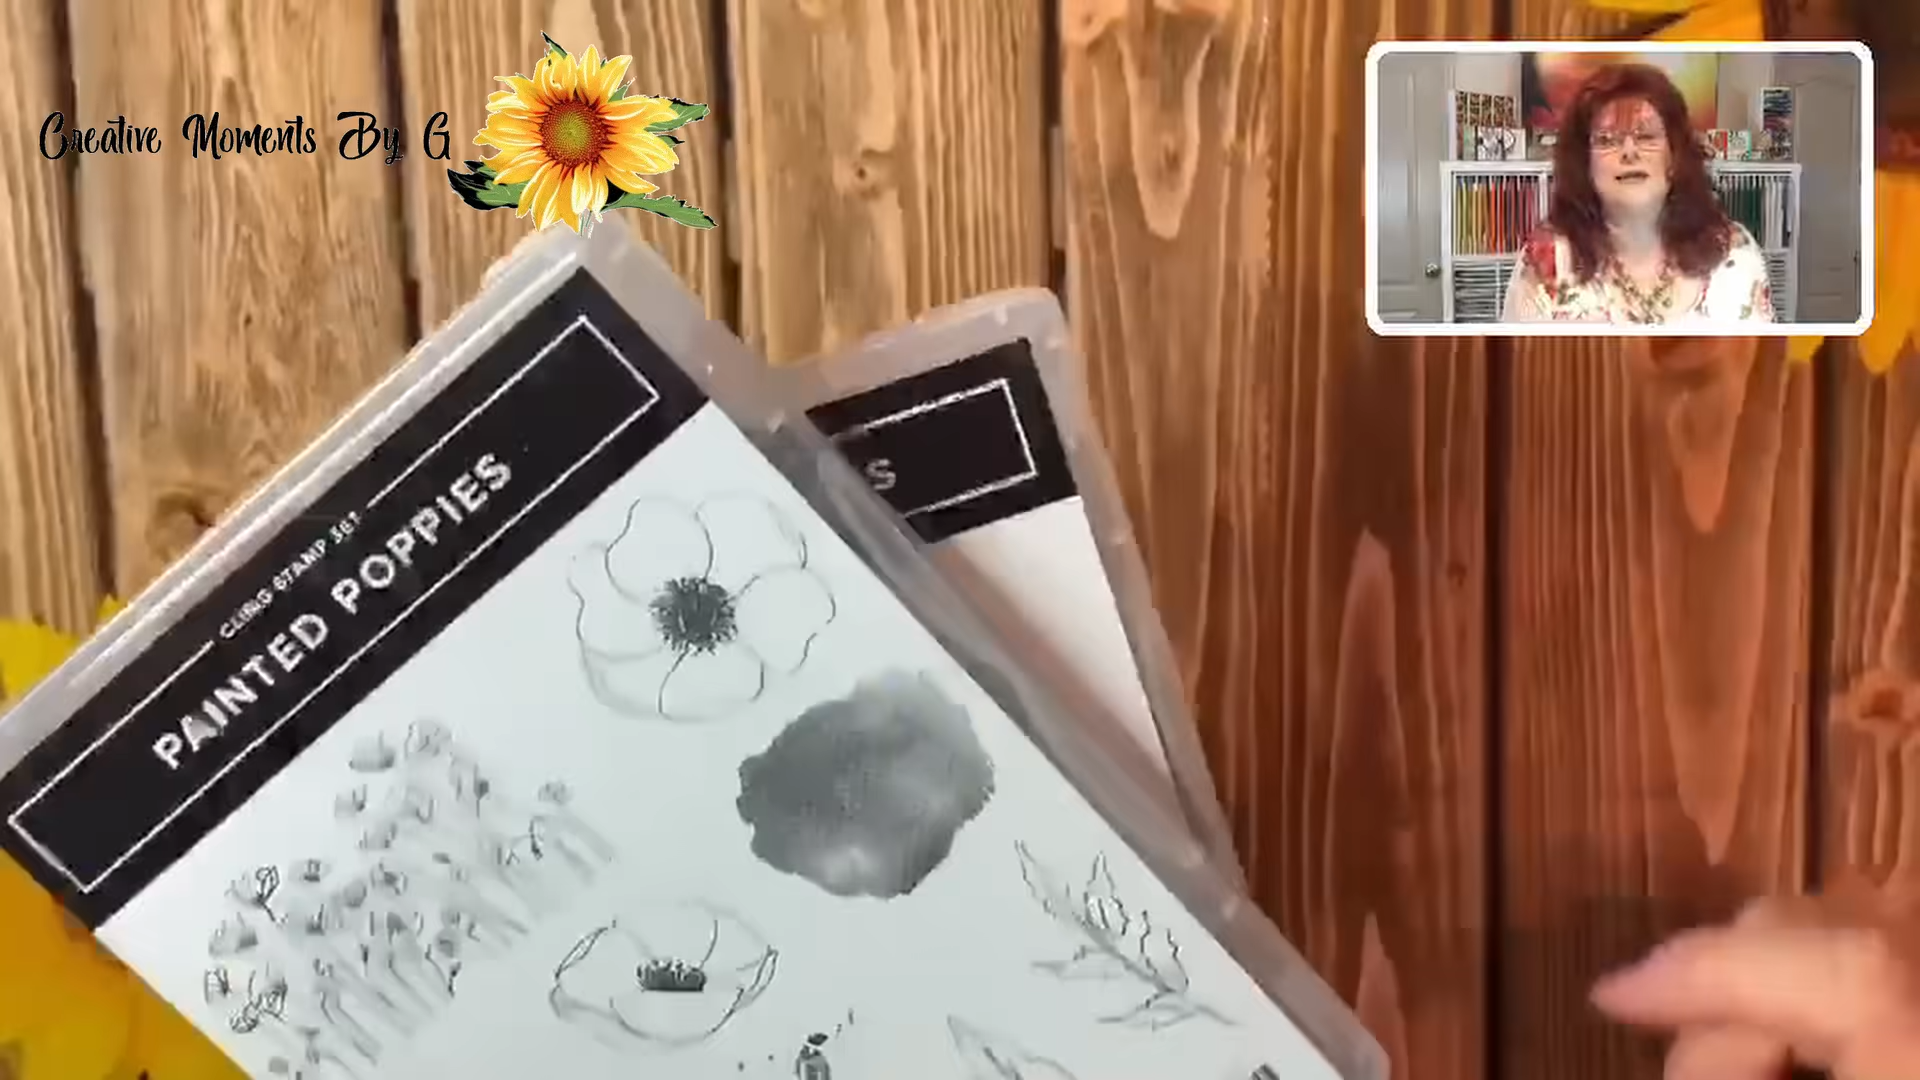 Creative Moments By G
CLING STAMP SET
PAINTED POPPIES
S